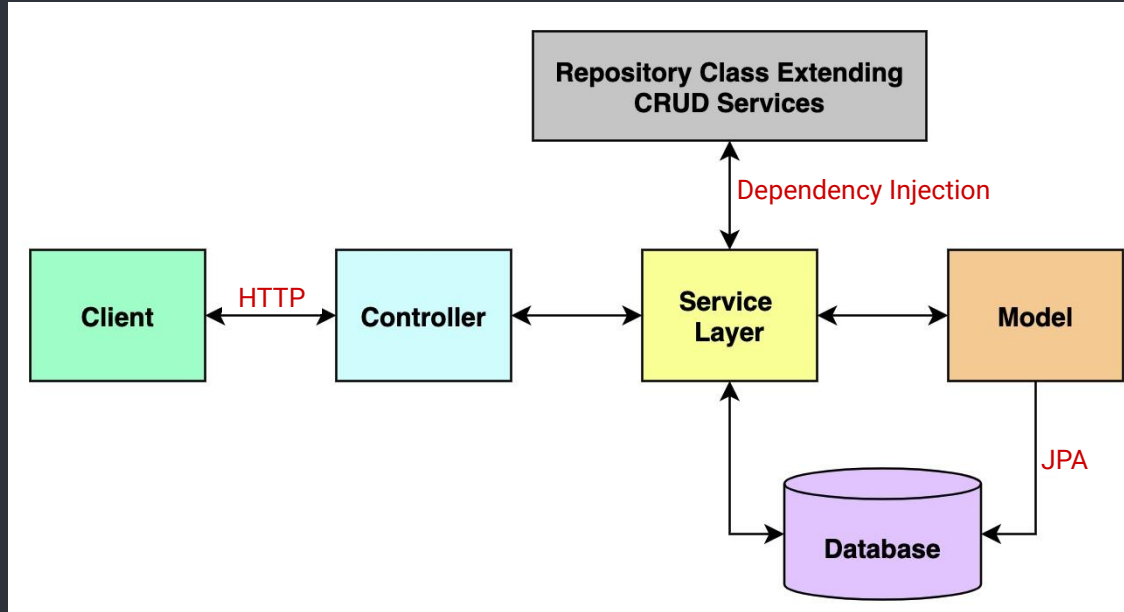 Repository Class Extending
CRUD Services
Dependency Injection
Client
HTTP
Controller
Service
Layer
Model
JPA
Database